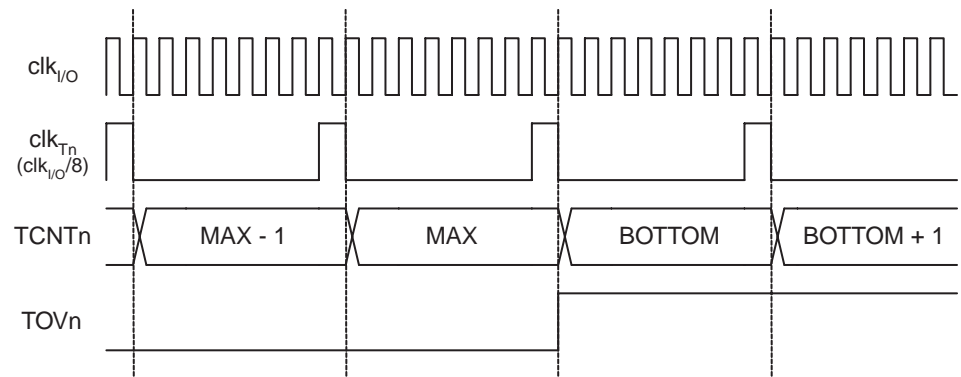 clkI/O
clkTn
(clkI/O/8)
TCNTn MAX - 1 MAX BOTTOM BOTTOM + 1
TOVn